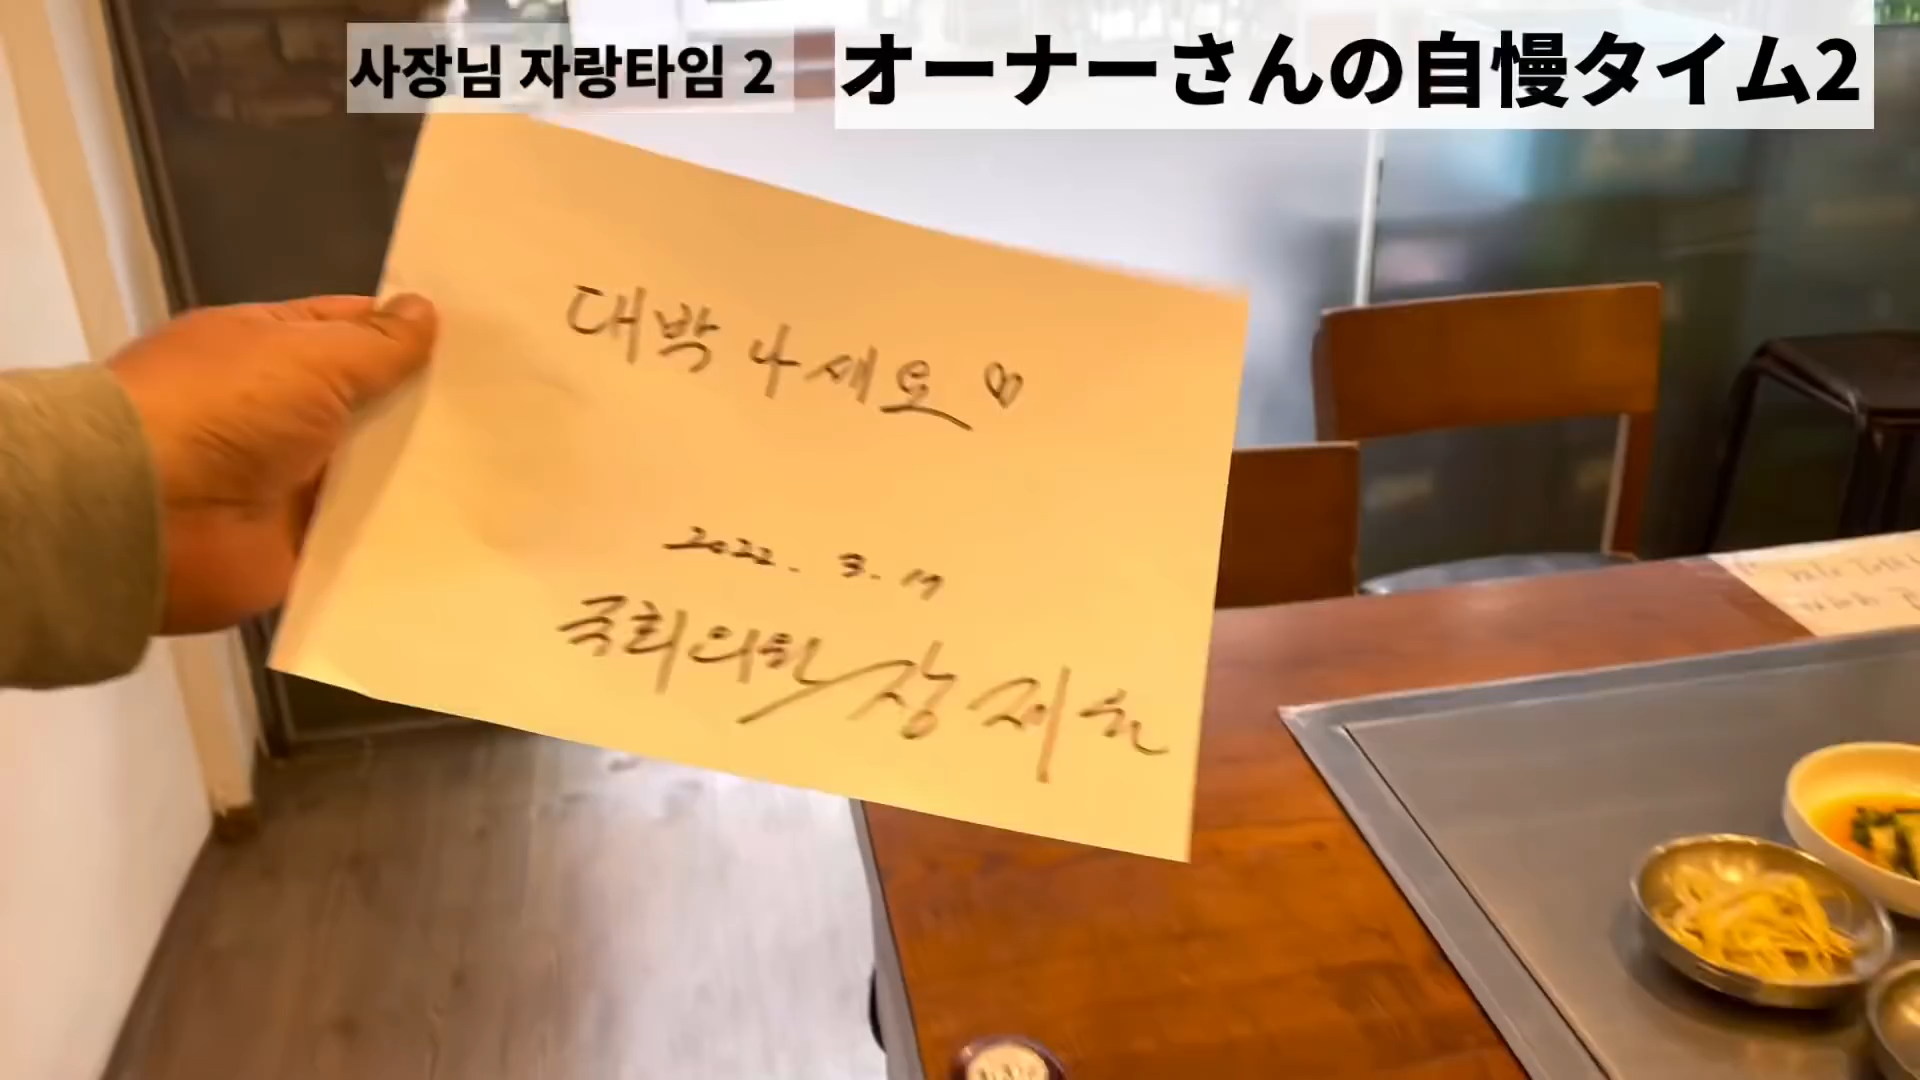 사장님 자랑타임 2
オーナーさんの自慢タイム2
대박 나세요 ♡
2022. 3. 19
국회의원 장제원